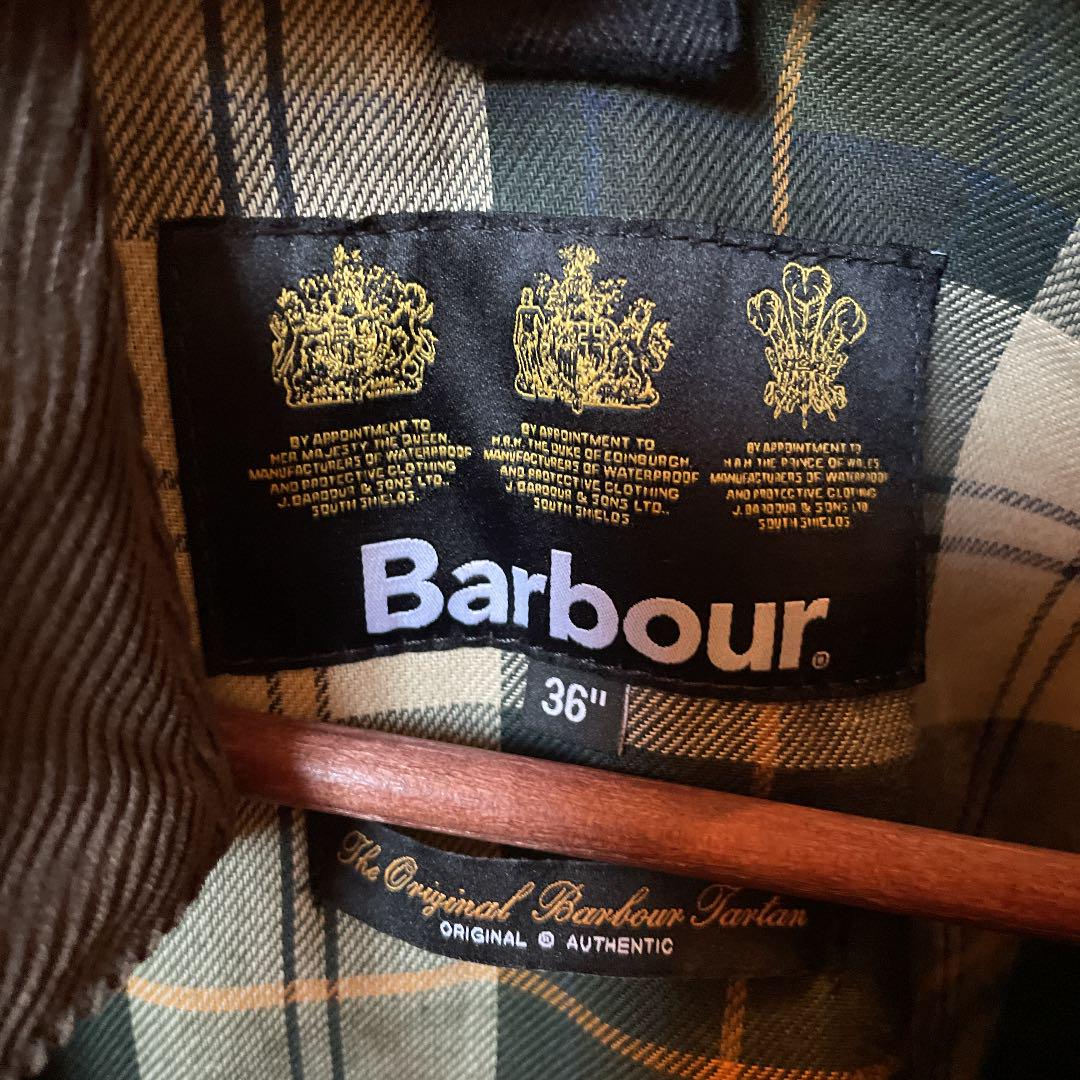 BY APPOINTMENT TO
HER MAJESTY THE QUEEN
MANUFACTURERS OF WATERPROOF
AND PROTECTIVE CLOTHING
J. BARBOUR & SONS LTD..
SOUTH SHIELDS.
BY APPOINTMENT TO
H.R.H. THE DUKE OF EDINBURGH
MANUFACTURERS OF WATERPROOF
AND PROTECTIVE CLOTHING
J. BARBOUR & SONS LTD..
SOUTH SHIELDS
BY APPOINTMENT TO
H.R.H THE PRINCE OF WALES
MANUFACTURERS OF WATERPROOF
AND PROTECTIVE CLOTHING
J. BARBOUR & SONS LTD.
SOUTH SHIELDS
Barbour®
36"
The Original Barbour Tartan
ORIGINAL ® AUTHENTIC